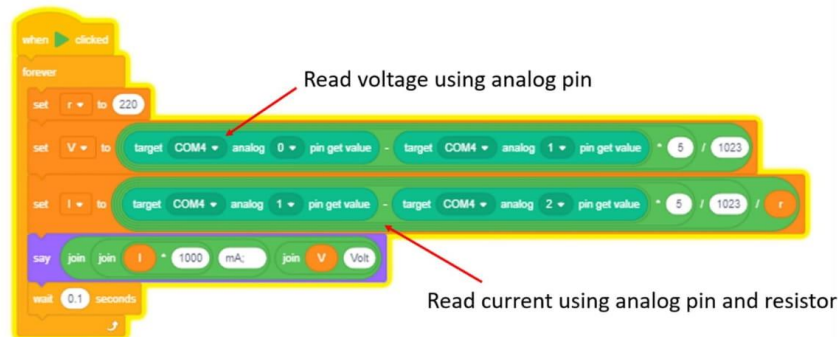 when clicked
forever
Read voltage using analog pin
set r to 220
set V to target COM4 analog 0 pin get value - target COM4 analog 1 pin get value * 5 / 1023
set I to target COM4 analog 1 pin get value - target COM4 analog 2 pin get value * 5 / 1023 / r
say join join I * 1000 mA; join V Volt
wait 0.1 seconds
Read current using analog pin and resistor